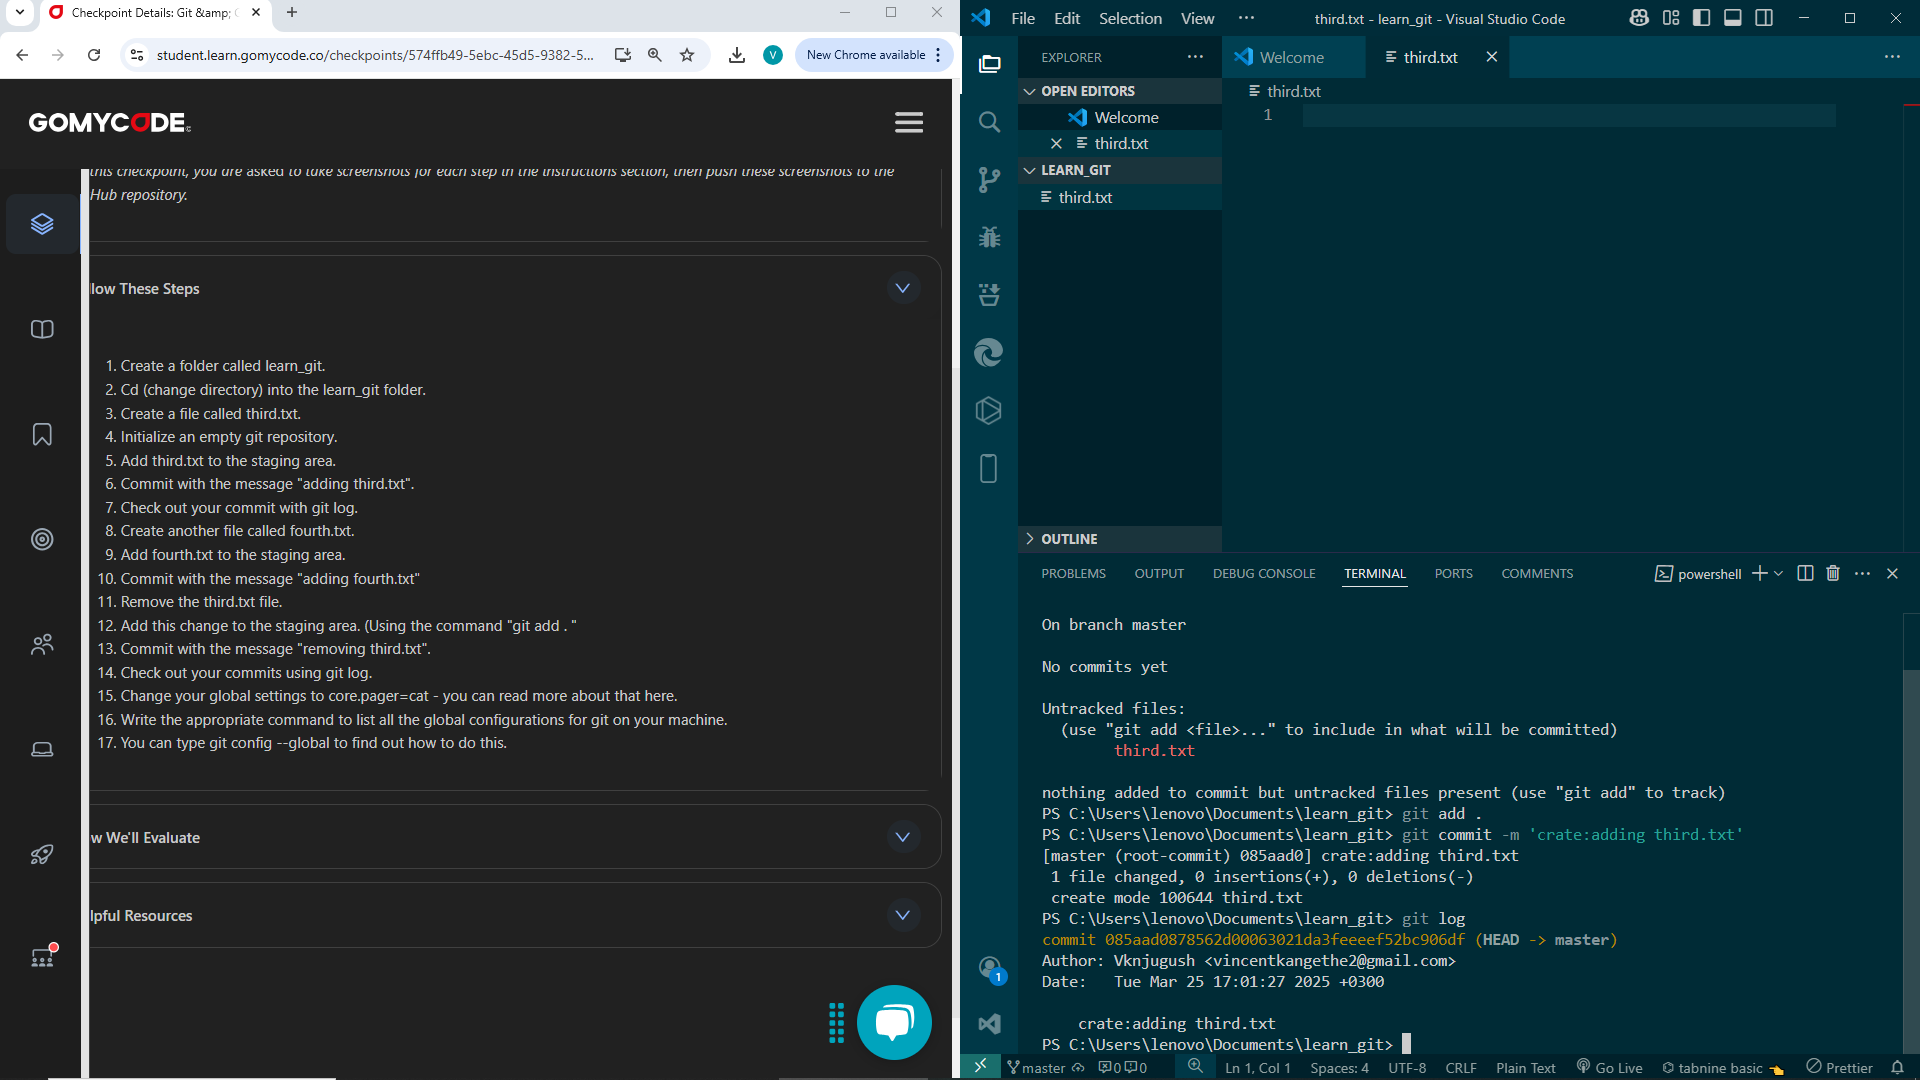 Checkpoint Details: Git &amp; G
student.learn.gomycode.co/checkpoints/574ffb49-5ebc-45d5-9382-5...
V
New Chrome available
GOMYCODE
this checkpoint, you are asked to take screenshots for each step in the instructions section, then push these screenshots to the
Hub repository.
llow These Steps
1. Create a folder called learn_git.
2. Cd (change directory) into the learn_git folder.
3. Create a file called third.txt.
4. Initialize an empty git repository.
5. Add third.txt to the staging area.
6. Commit with the message "adding third.txt".
7. Check out your commit with git log.
8. Create another file called fourth.txt.
9. Add fourth.txt to the staging area.
10. Commit with the message "adding fourth.txt"
11. Remove the third.txt file.
12. Add this change to the staging area. (Using the command "git add . "
13. Commit with the message "removing third.txt".
14. Check out your commits using git log.
15. Change your global settings to core.pager=cat - you can read more about that here.
16. Write the appropriate command to list all the global configurations for git on your machine.
17. You can type git config --global to find out how to do this.
w We'll Evaluate
lpful Resources
File Edit Selection View ··· third.txt - learn_git - Visual Studio Code
EXPLORER ···
Welcome
third.txt
OPEN EDITORS
Welcome
third.txt
LEARN_GIT
third.txt
OUTLINE
third.txt
1
PROBLEMS OUTPUT DEBUG CONSOLE TERMINAL PORTS COMMENTS
powershell
On branch master
No commits yet
Untracked files:
(use "git add <file>..." to include in what will be committed)
third.txt
nothing added to commit but untracked files present (use "git add" to track)
PS C:\Users\lenovo\Documents\learn_git> git add .
PS C:\Users\lenovo\Documents\learn_git> git commit -m 'crate:adding third.txt'
[master (root-commit) 085aad0] crate:adding third.txt
1 file changed, 0 insertions(+), 0 deletions(-)
create mode 100644 third.txt
PS C:\Users\lenovo\Documents\learn_git> git log
commit 085aad0878562d00063021da3feeeef52bc906df (HEAD -> master)
Author: Vknjugush <vincentkangethe2@gmail.com>
Date: Tue Mar 25 17:01:27 2025 +0300
crate:adding third.txt
PS C:\Users\lenovo\Documents\learn_git>
1
master 0 0 Ln 1, Col 1 Spaces: 4 UTF-8 CRLF Plain Text Go Live tabnine basic 👈 Prettier